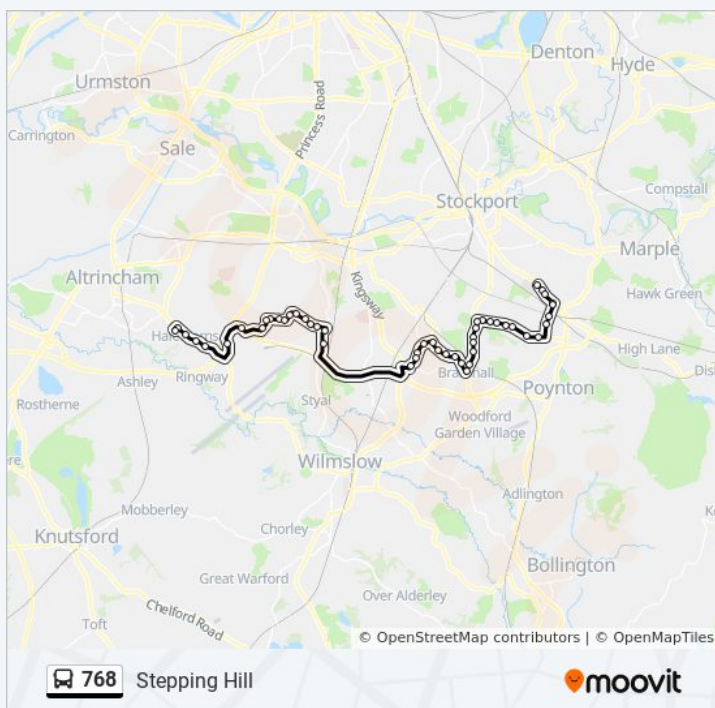 Denton
Hyde
Urmston
Princess Road
Carrington
Sale
Compstall
Stockport
Marple
Altrincham
Kingsway
Hawk Green
High Lane
Ashley
Ringway
Bramhall
Poynton
Rostherne
Styal
Woodford
Garden Village
Wilmslow
Adlington
Mobberley
Knutsford
Chorley
Bollington
Great Warford
Over Alderley
Chelford Road
Toft
© OpenStreetMap contributors | © OpenMapTiles
768 Stepping Hill
moovit